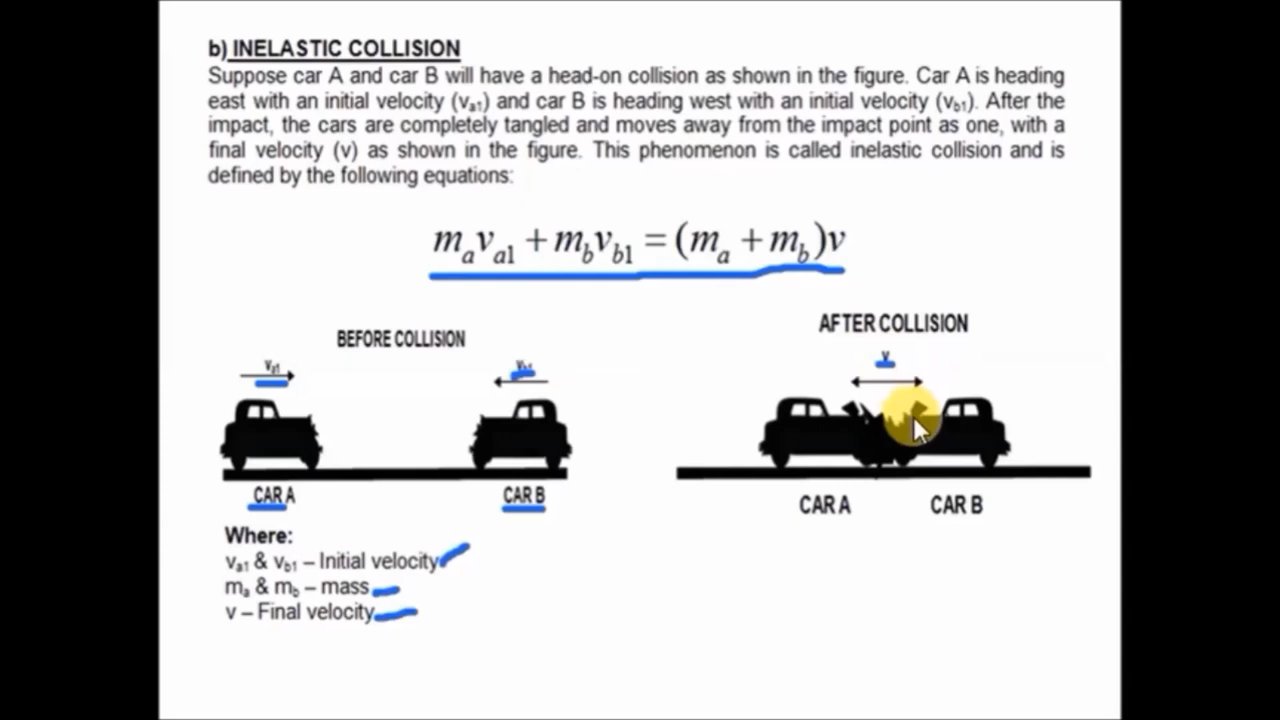 b) INELASTIC COLLISION
Suppose car A and car B will have a head-on collision as shown in the figure. Car A is heading
east with an initial velocity (va1) and car B is heading west with an initial velocity (vb1). After the
impact, the cars are completely tangled and moves away from the impact point as one, with a
final velocity (v) as shown in the figure. This phenomenon is called inelastic collision and is
defined by the following equations:
mava1 + mbvb1 = (ma + mb)v
BEFORE COLLISION
va1
CAR A
CAR B
AFTER COLLISION
v
CAR A
CAR B
Where:
va1 & vb1 – Initial velocity
ma & mb – mass
v – Final velocity